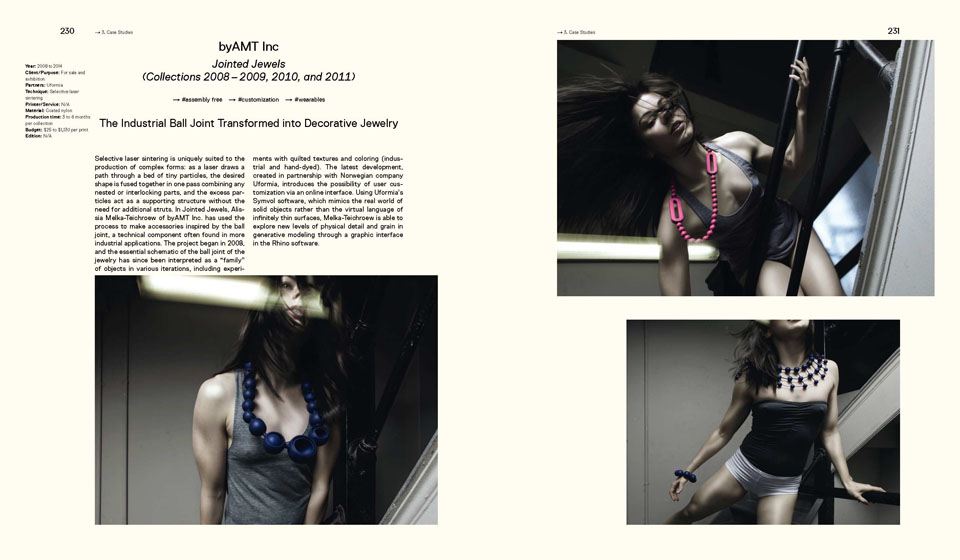 230
→ 3. Case Studies
byAMT Inc
Jointed Jewels
(Collections 2008 – 2009, 2010, and 2011)
→ #assembly free → #customization → #wearables
The Industrial Ball Joint Transformed into Decorative Jewelry
Year: 2008 to 2014
Client/Purpose: For sale and
exhibition
Partners: Uformia
Technique: Selective laser
sintering
Printer/Service: N/A
Material: Coated nylon
Production time: 3 to 6 months
per collection
Budget: $25 to $1,200 per print
Edition: N/A
Selective laser sintering is uniquely suited to the
production of complex forms: as a laser draws a
path through a bed of tiny particles, the desired
shape is fused together in one pass combining any
nested or interlocking parts, and the excess par-
ticles act as a supporting structure without the
need for additional struts. In Jointed Jewels, Alis-
sia Melka-Teichroew of byAMT Inc. has used the
process to make accessories inspired by the ball
joint, a technical component often found in more
industrial applications. The project began in 2008,
and the essential schematic of the ball joint of the
jewelry has since been interpreted as a “family”
of objects in various iterations, including experi-
ments with quilted textures and coloring (indus-
trial and hand-dyed). The latest development,
created in partnership with Norwegian company
Uformia, introduces the possibility of user cus-
tomization via an online interface. Using Uformia’s
Symvol software, which mimics the real world of
solid objects rather than the virtual language of
infinitely thin surfaces, Melka-Teichroew is able to
explore new levels of physical detail and grain in
generative modeling through a graphic interface
in the Rhino software.
→ 3. Case Studies
231